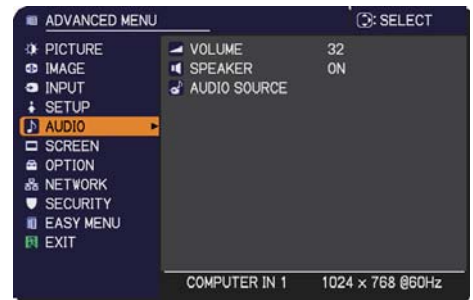 ADVANCED MENU : SELECT
PICTURE VOLUME 32
IMAGE SPEAKER ON
INPUT AUDIO SOURCE
SETUP
AUDIO
SCREEN
OPTION
NETWORK
SECURITY
EASY MENU
EXIT
COMPUTER IN 1 1024 x 768 @60Hz